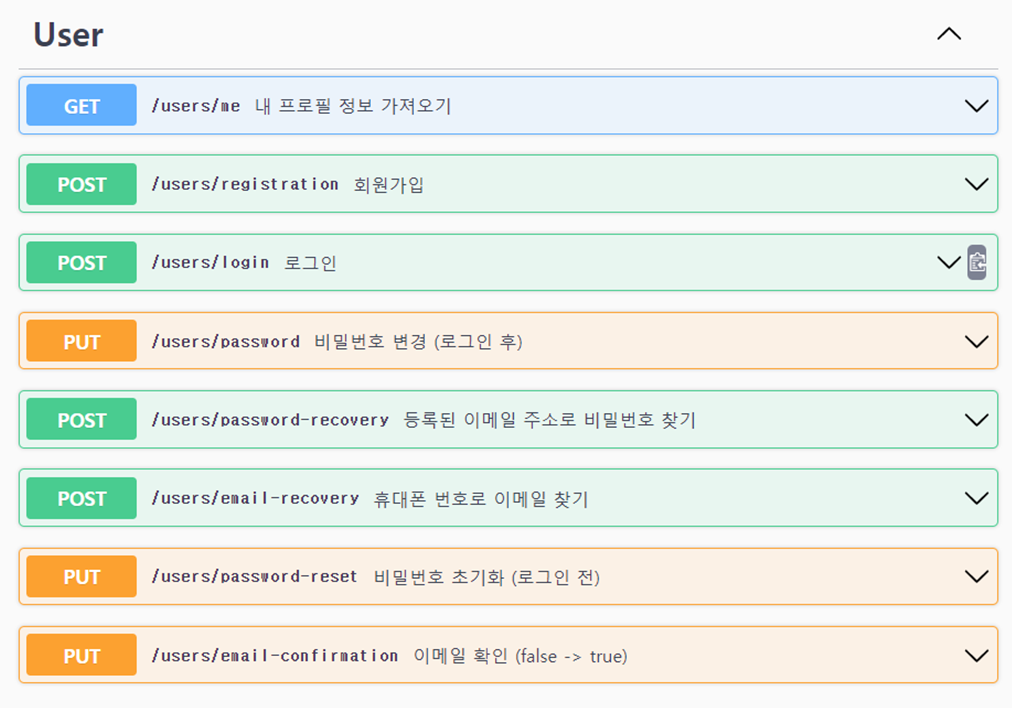 User
GET /users/me 내 프로필 정보 가져오기
POST /users/registration 회원가입
POST /users/login 로그인
PUT /users/password 비밀번호 변경 (로그인 후)
POST /users/password-recovery 등록된 이메일 주소로 비밀번호 찾기
POST /users/email-recovery 휴대폰 번호로 이메일 찾기
PUT /users/password-reset 비밀번호 초기화 (로그인 전)
PUT /users/email-confirmation 이메일 확인 (false -> true)